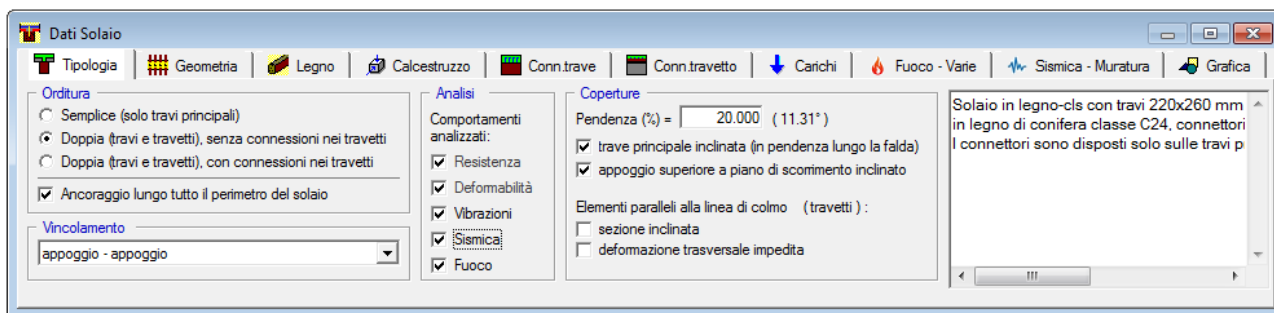 Dati Solaio
Tipologia Geometria Legno Calcestruzzo Conn.trave Conn.travetto Carichi Fuoco - Varie Sismica - Muratura Grafica
Orditura
Semplice (solo travi principali)
Doppia (travi e travetti), senza connessioni nei travetti
Doppia (travi e travetti), con connessioni nei travetti
Ancoraggio lungo tutto il perimetro del solaio
Vincolamento
appoggio - appoggio
Analisi
Comportamenti
analizzati:
Resistenza
Deformabilità
Vibrazioni
Sismica
Fuoco
Coperture
Pendenza (%) = 20.000 ( 11.31° )
trave principale inclinata (in pendenza lungo la falda)
appoggio superiore a piano di scorrimento inclinato
Elementi paralleli alla linea di colmo ( travetti ) :
sezione inclinata
deformazione trasversale impedita
Solaio in legno-cls con travi 220x260 mm
in legno di conifera classe C24, connettori
I connettori sono disposti solo sulle travi p